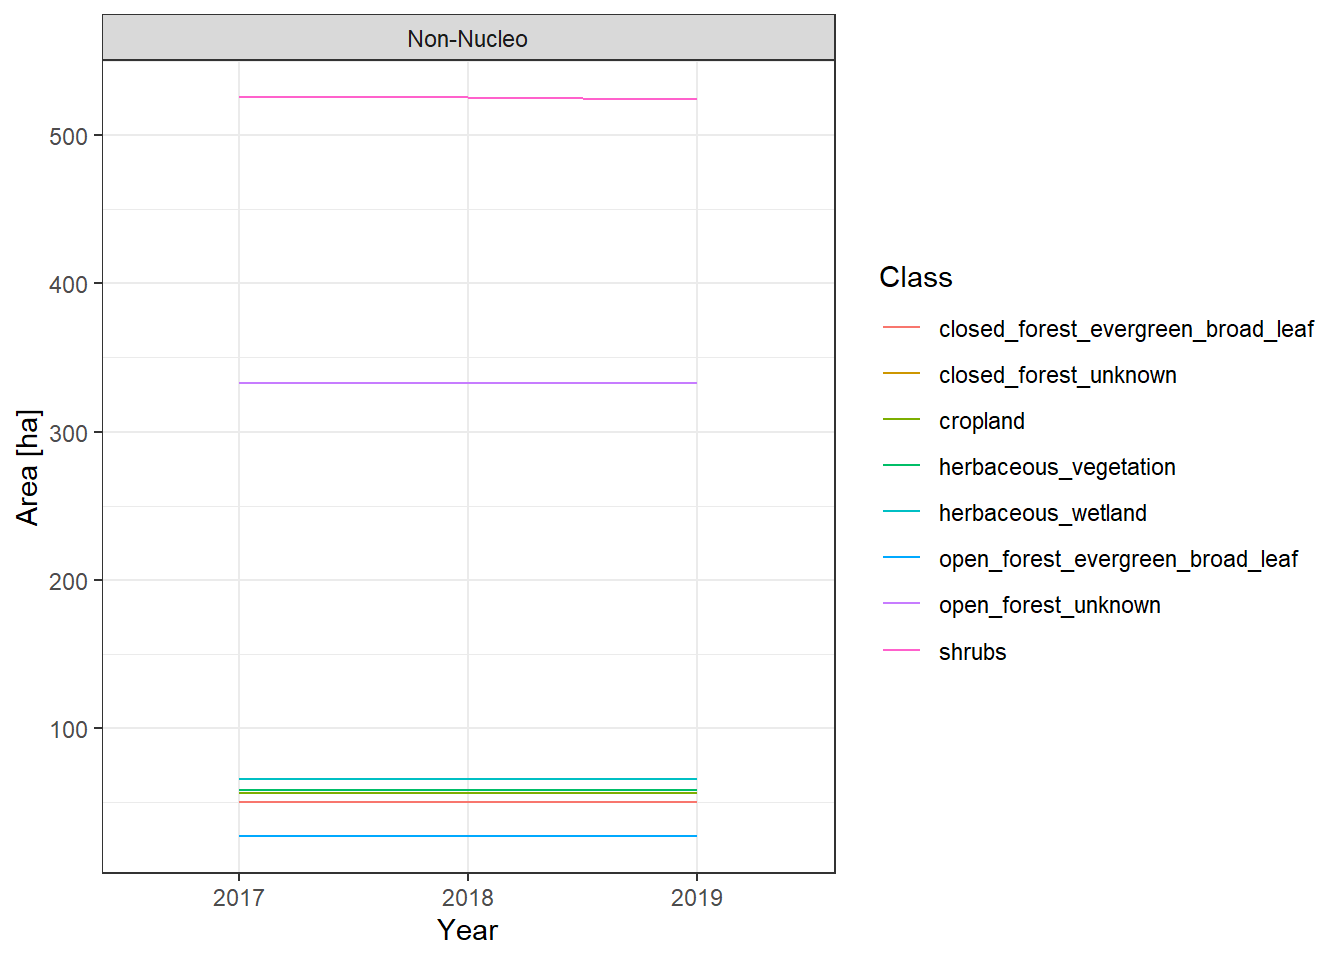 Non-Nucleo
500
400
300
200
100
Area [ha]
2017 2018 2019
Year
Class
closed_forest_evergreen_broad_leaf
closed_forest_unknown
cropland
herbaceous_vegetation
herbaceous_wetland
open_forest_evergreen_broad_leaf
open_forest_unknown
shrubs